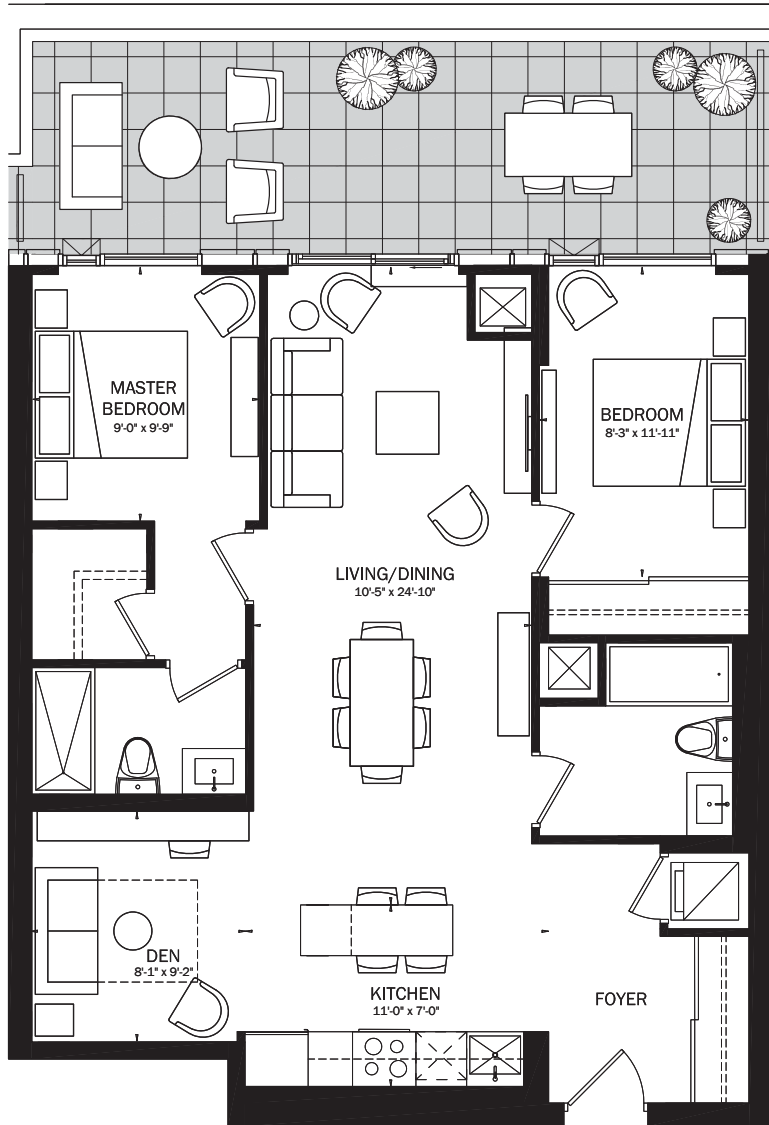 MASTER
BEDROOM
9'-0" x 9'-9"
BEDROOM
8'-3" x 11'-11"
LIVING/DINING
10'-5" x 24'-10"
DEN
8'-1" x 9'-2"
KITCHEN
11'-0" x 7'-0"
FOYER